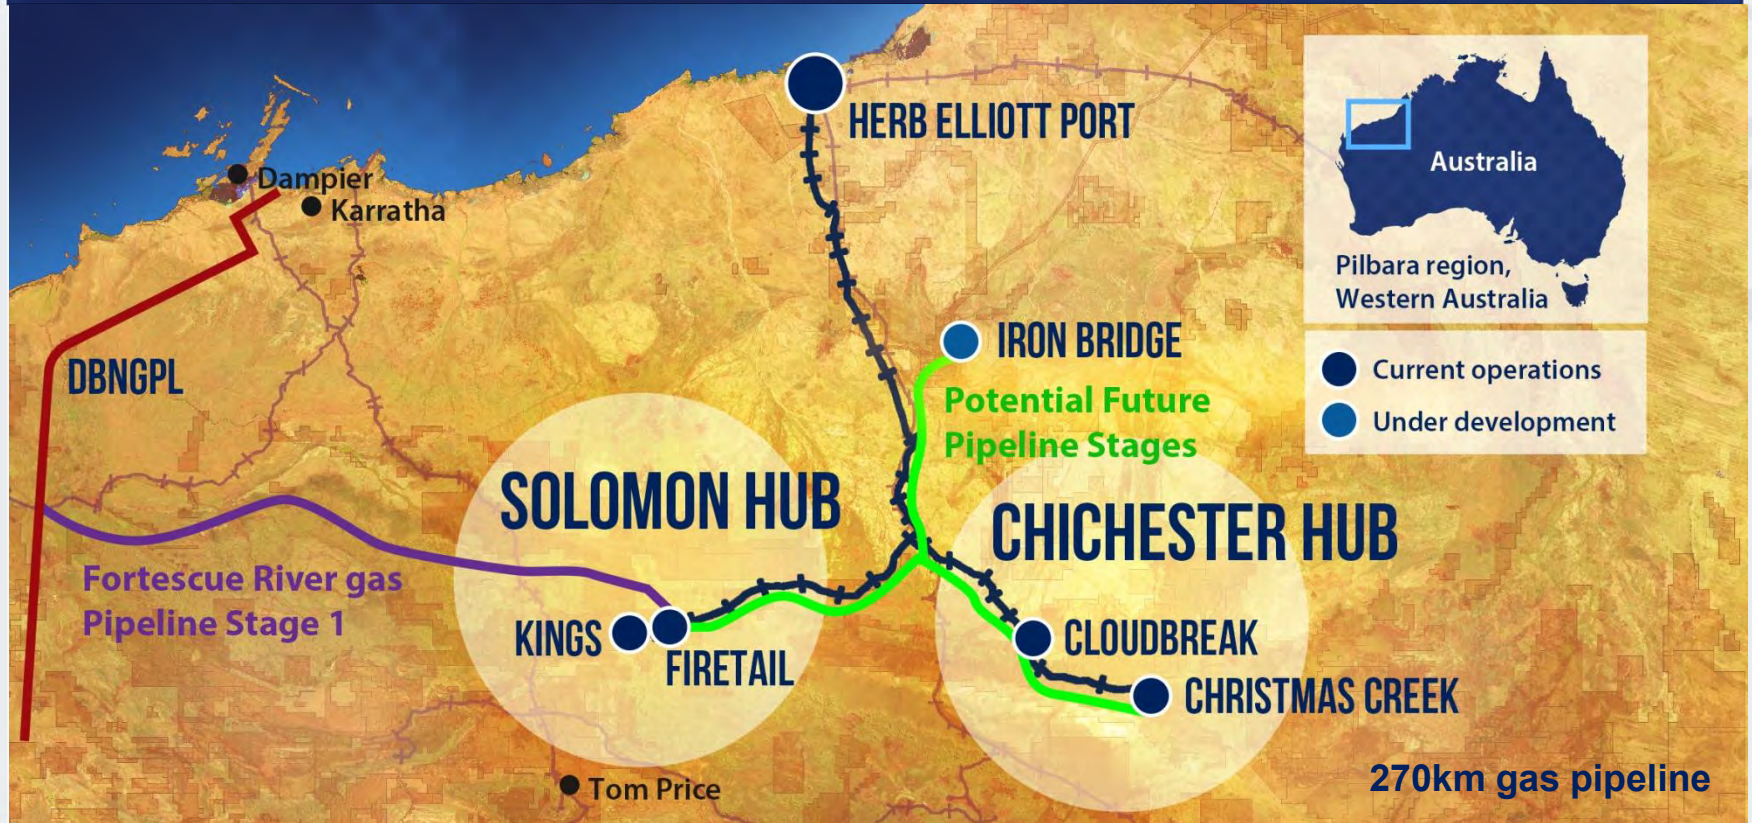 HERB ELLIOTT PORT
Dampier
Karratha
Australia
Pilbara region,
Western Australia
DBNGPL
IRON BRIDGE
Current operations
Under development
Potential Future
Pipeline Stages
SOLOMON HUB
CHICHESTER HUB
Fortescue River gas
Pipeline Stage 1
KINGS
FIRETAIL
CLOUDBREAK
CHRISTMAS CREEK
Tom Price
270km gas pipeline